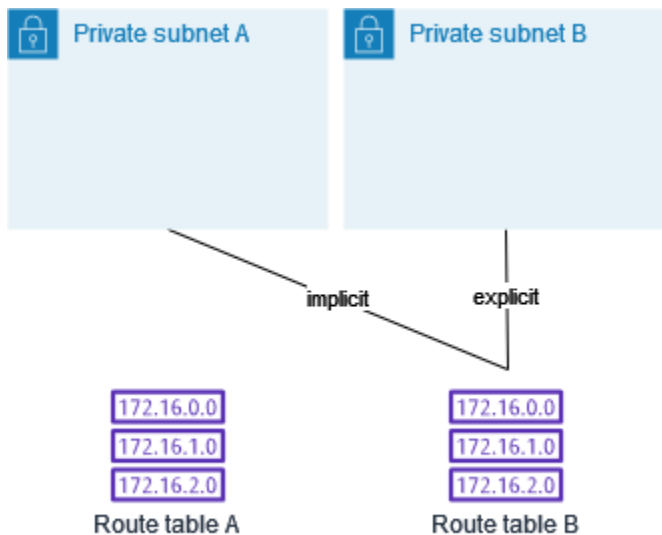 Private subnet A
Private subnet B
implicit
explicit
172.16.0.0
172.16.1.0
172.16.2.0
Route table A
172.16.0.0
172.16.1.0
172.16.2.0
Route table B